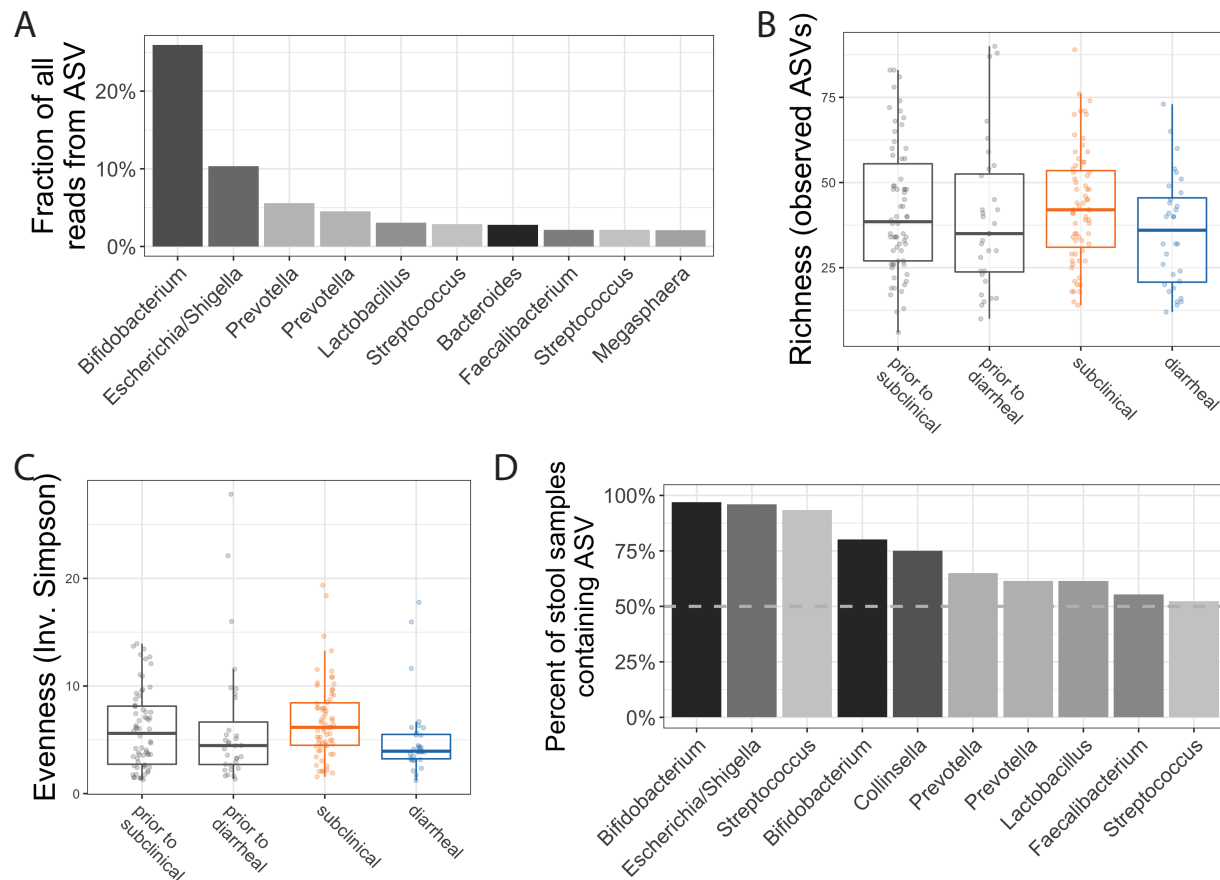 A
Fraction of all
reads from ASV
20%
10%
0%
Bifidobacterium
Escherichia/Shigella
Prevotella
Prevotella
Lactobacillus
Streptococcus
Bacteroides
Faecalibacterium
Streptococcus
Megasphaera
B
Richness (observed ASVs)
75
50
25
prior to
subclinical
prior to
diarrheal
subclinical
diarrheal
C
Evenness (Inv. Simpson)
20
10
0
prior to
subclinical
prior to
diarrheal
subclinical
diarrheal
D
Percent of stool samples
containing ASV
100%
75%
50%
25%
0%
Bifidobacterium
Escherichia/Shigella
Streptococcus
Bifidobacterium
Collinsella
Prevotella
Prevotella
Lactobacillus
Faecalibacterium
Streptococcus